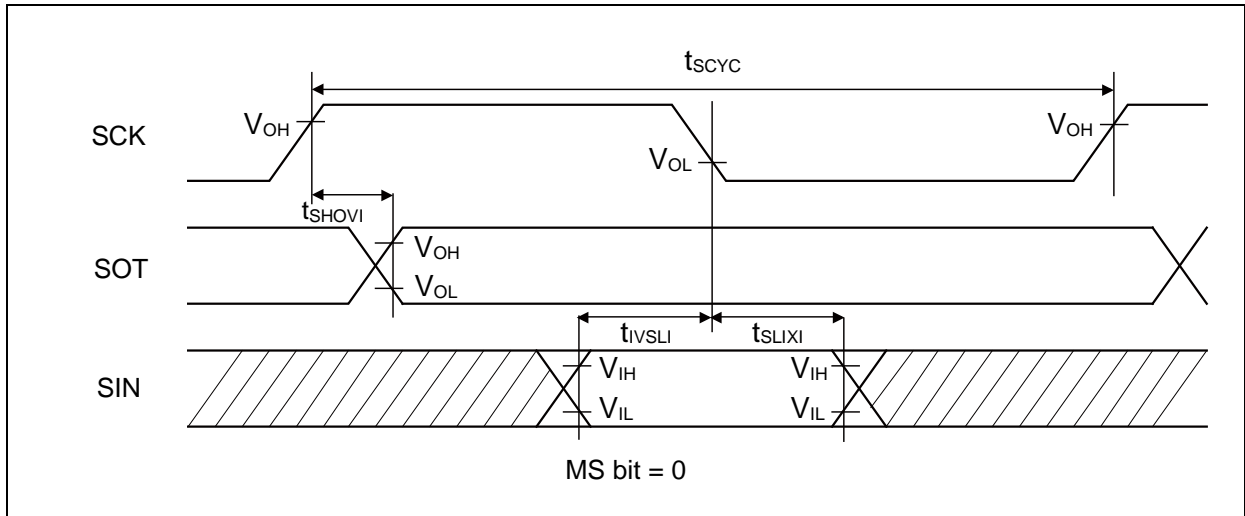 tSCYC
SCK
VOH
VOH
VOL
tSHOVI
SOT
VOH
VOL
tIVSLI
tSLIXI
SIN
VIH
VIH
VIL
VIL
MS bit = 0